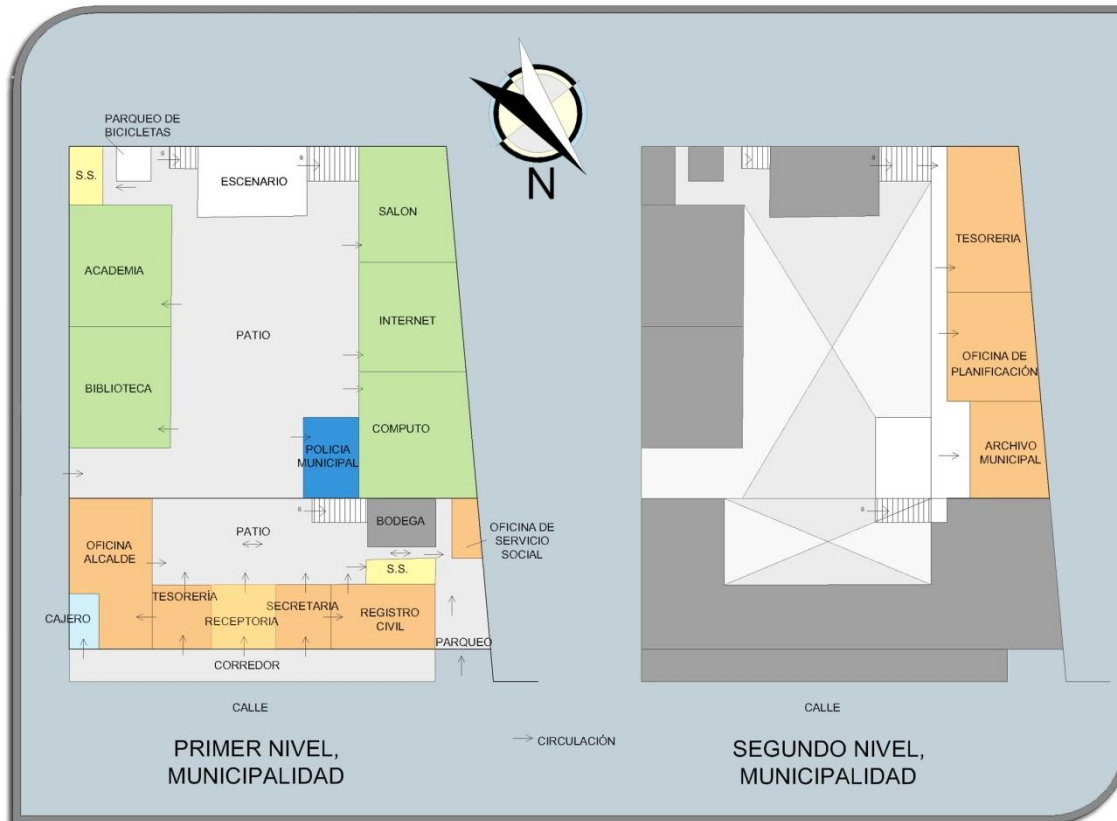 PARQUEO DE
BICICLETAS
S.S.
S
S
ESCENARIO
SALON
ACADEMIA
INTERNET
PATIO
BIBLIOTECA
COMPUTO
POLICIA
MUNICIPAL
S
PATIO
BODEGA
OFICINA
ALCALDE
OFICINA DE
SERVICIO
SOCIAL
S.S.
TESORERÍA
SECRETARIA
CAJERO
RECEPTORIA
REGISTRO
CIVIL
PARQUEO
CORREDOR
CALLE
PRIMER NIVEL,
MUNICIPALIDAD
N
CIRCULACIÓN
S
S
TESORERIA
OFICINA DE
PLANIFICACIÓN
ARCHIVO
MUNICIPAL
S
CALLE
SEGUNDO NIVEL,
MUNICIPALIDAD